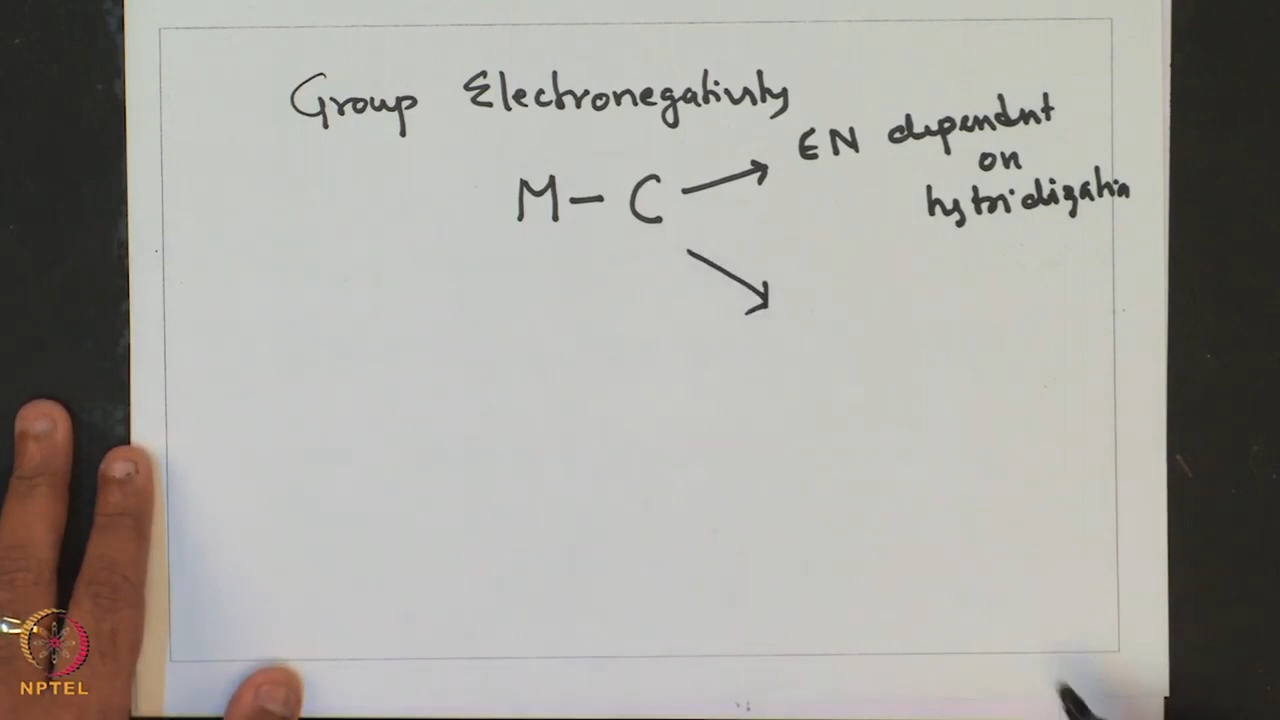 Group Electronegativity
M - C → EN dependent
on
hybridization
NPTEL